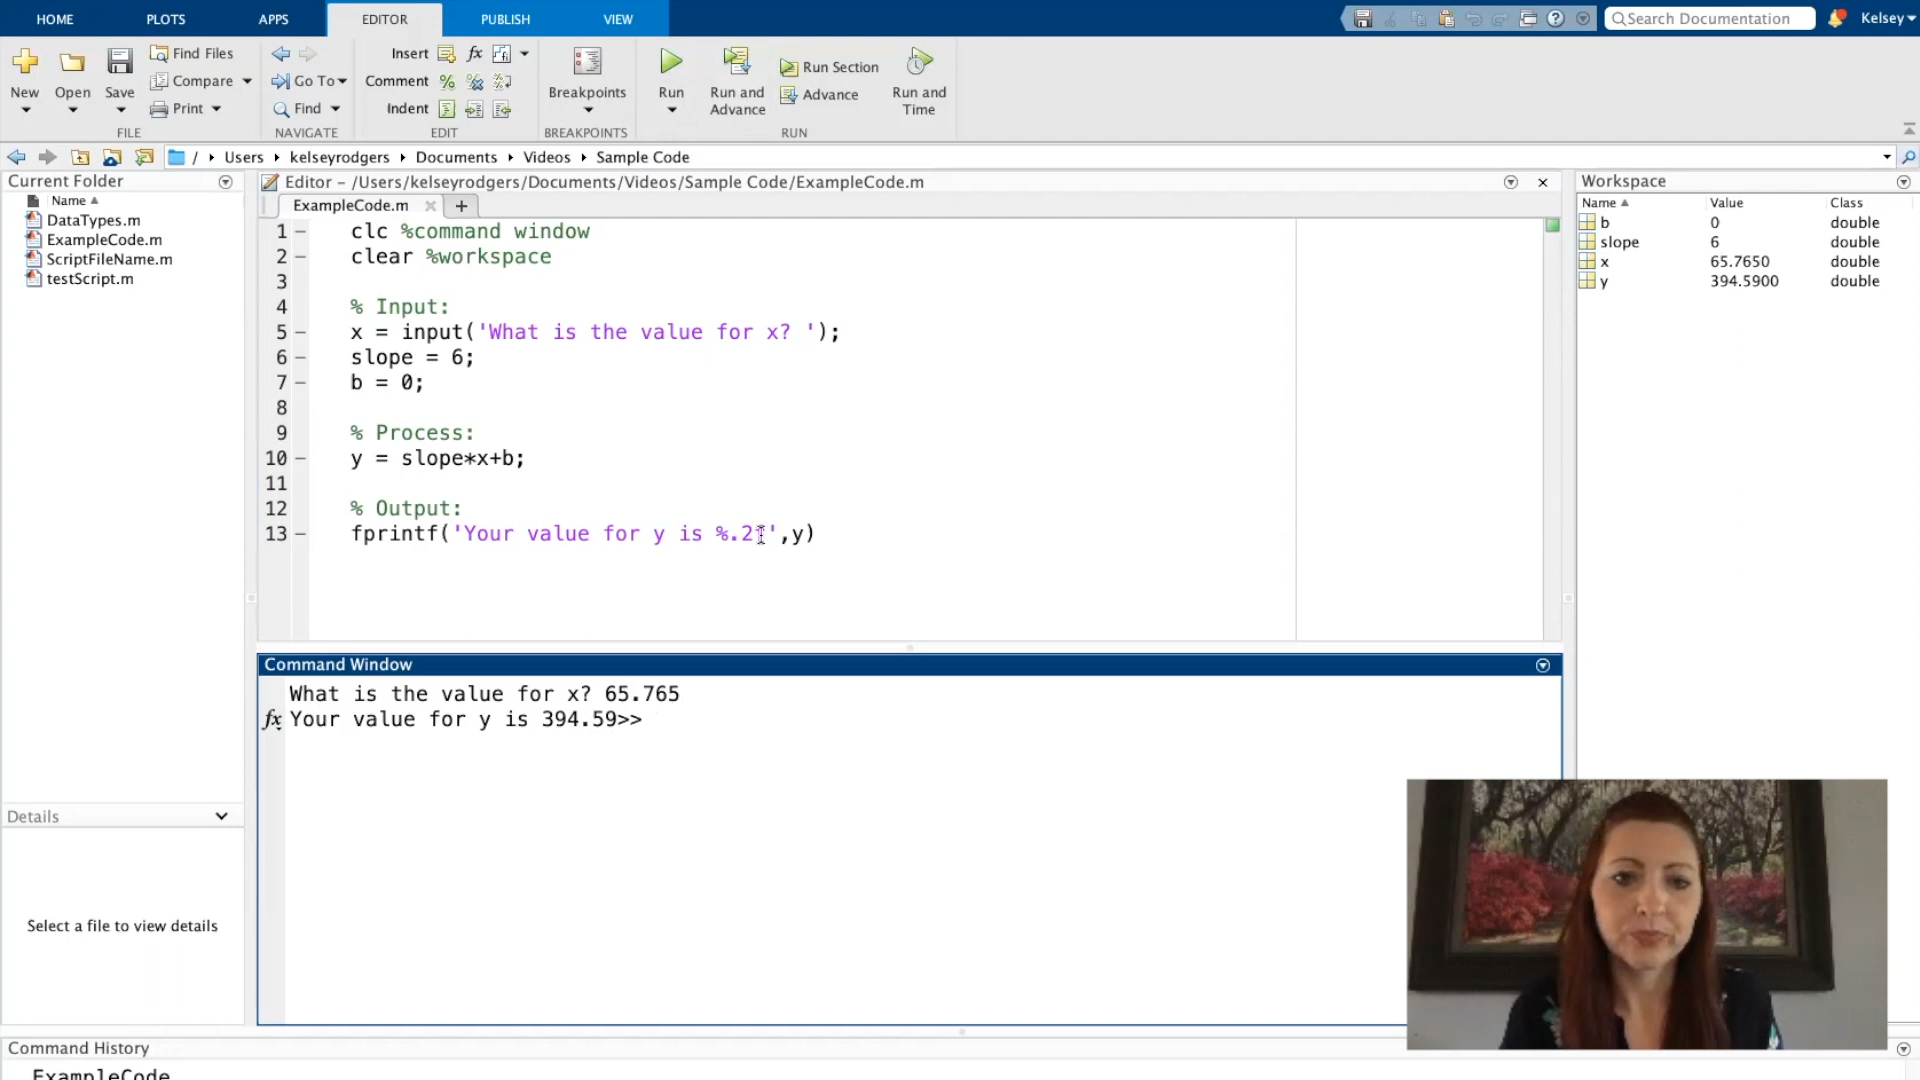 HOME PLOTS APPS EDITOR PUBLISH VIEW
Search Documentation Kelsey
New Open Save
Find Files
Compare
Print
FILE
Go To
Find
NAVIGATE
Insert fx
Comment %
Indent
EDIT
Breakpoints
BREAKPOINTS
Run
Run and Advance
Run Section
Advance
Run and Time
RUN
/ Users kelseyrodgers Documents Videos Sample Code
Current Folder
Name
DataTypes.m
ExampleCode.m
ScriptFileName.m
testScript.m
Details
Select a file to view details
Editor – /Users/kelseyrodgers/Documents/Videos/Sample Code/ExampleCode.m
ExampleCode.m
1 – clc %command window
2 – clear %workspace
3
4 % Input:
5 – x = input('What is the value for x? ');
6 – slope = 6;
7 – b = 0;
8
9 % Process:
10 – y = slope*x+b;
11
12 % Output:
13 – fprintf('Your value for y is %.2f',y)
Command Window
What is the value for x? 65.765
fx Your value for y is 394.59>>
Workspace
Name Value Class
b 0 double
slope 6 double
x 65.7650 double
y 394.5900 double
Command History
ExampleCode